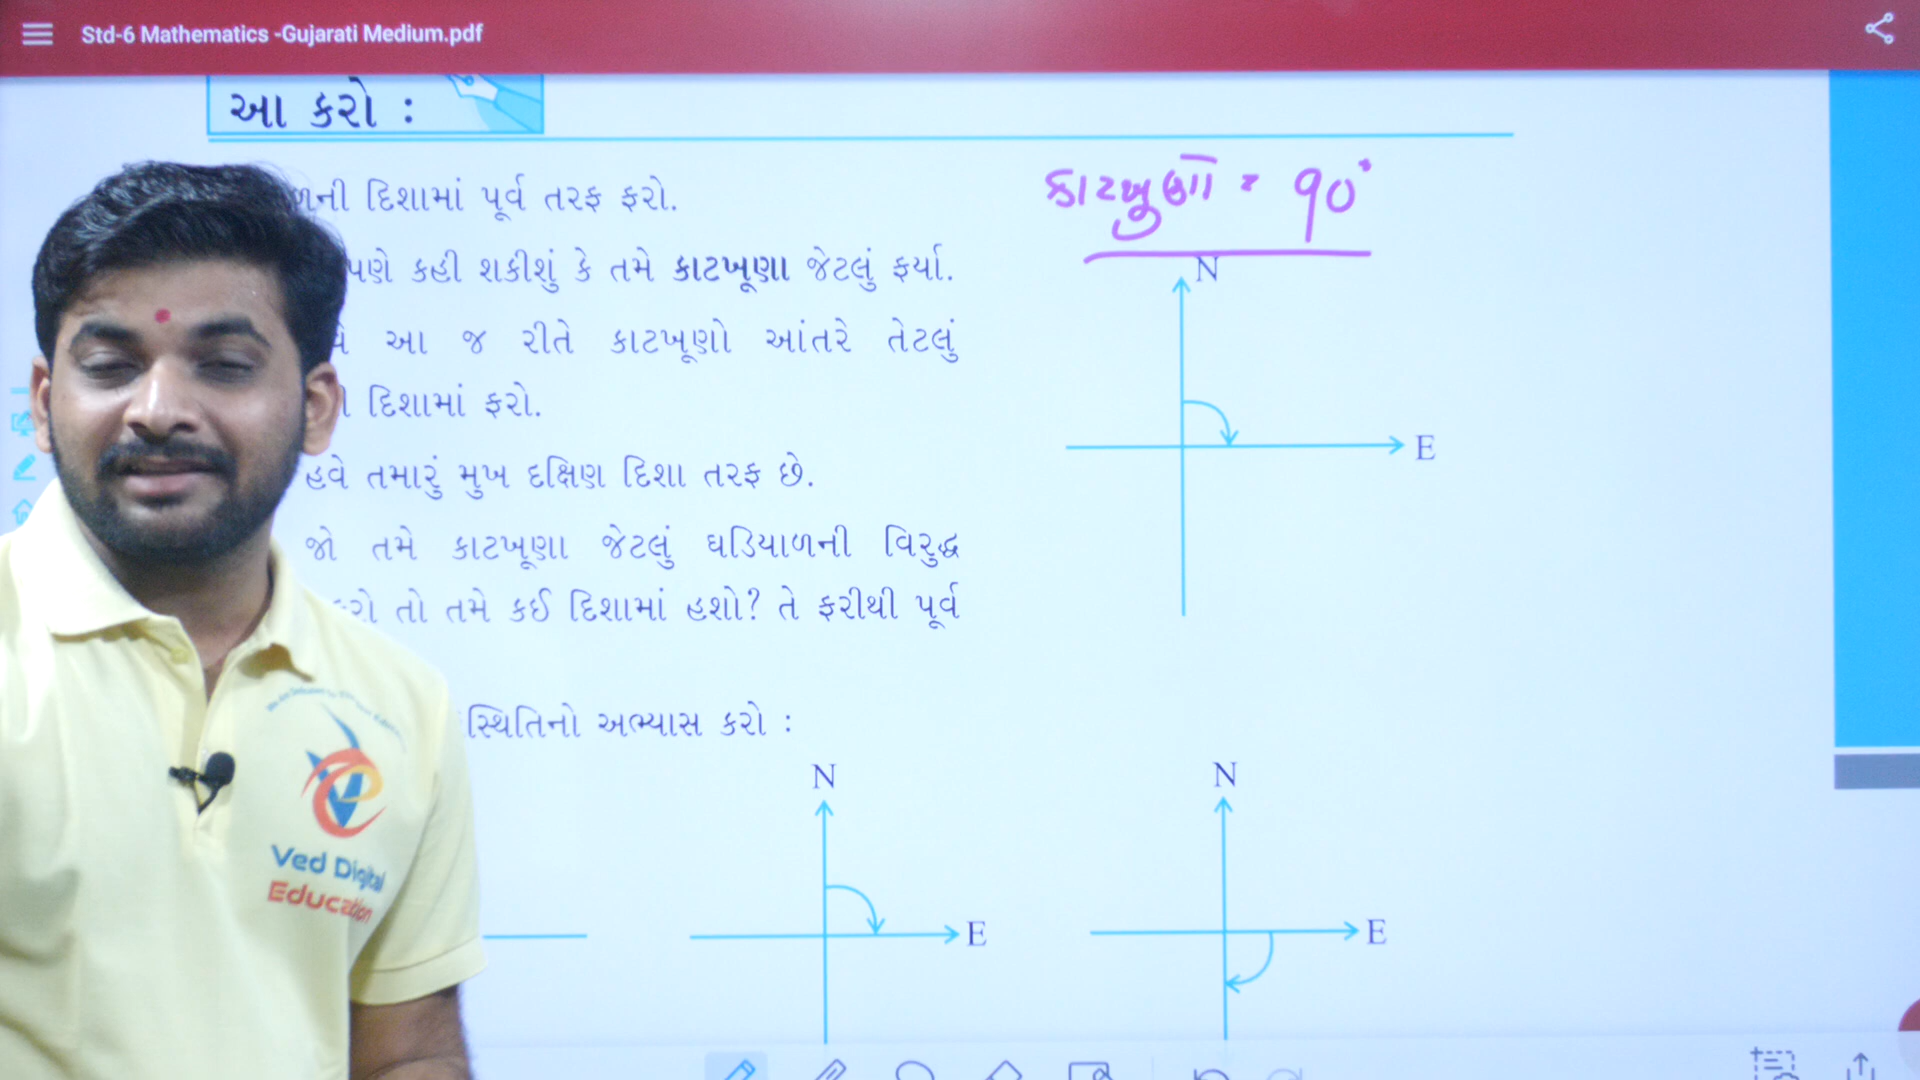 Std-6 Mathematics -Gujarati Medium.pdf
આ કરો :
કાટખુણો = ૧૦°
ની દિશામાં પૂર્વ તરફ ફરો.
કહી શકીશું કે તમે કાટખૂણા જેટલું ફર્યા.
આ જ રીતે કાટખૂણો આંતરે તેટલું
દિશામાં ફરો.
હવે તમારું મુખ દક્ષિણ દિશા તરફ છે.
જો તમે કાટખૂણા જેટલું ઘડિયાળની વિરુદ્ધ
તો તમે કઈ દિશામાં હશો? તે ફરીથી પૂર્વ
સ્થિતિનો અભ્યાસ કરો :
N
E
N
E
N
E
Ved Digital
Education